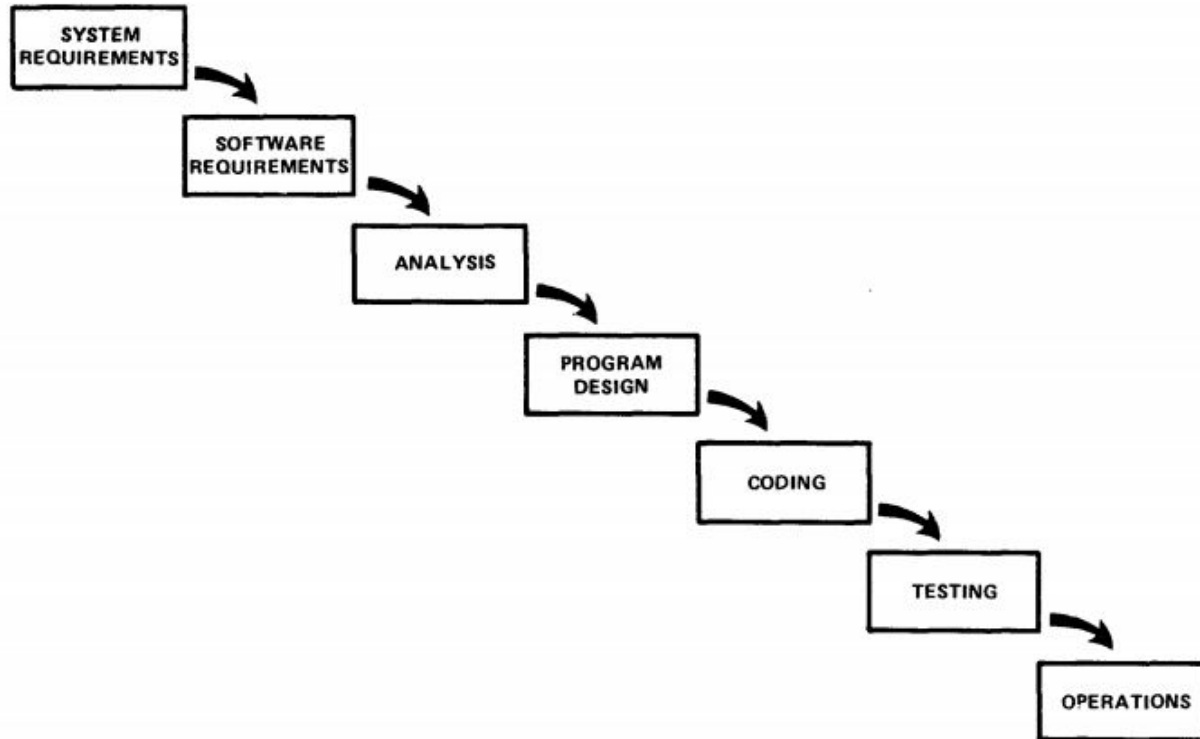 SYSTEM
REQUIREMENTS
SOFTWARE
REQUIREMENTS
ANALYSIS
PROGRAM
DESIGN
CODING
TESTING
OPERATIONS